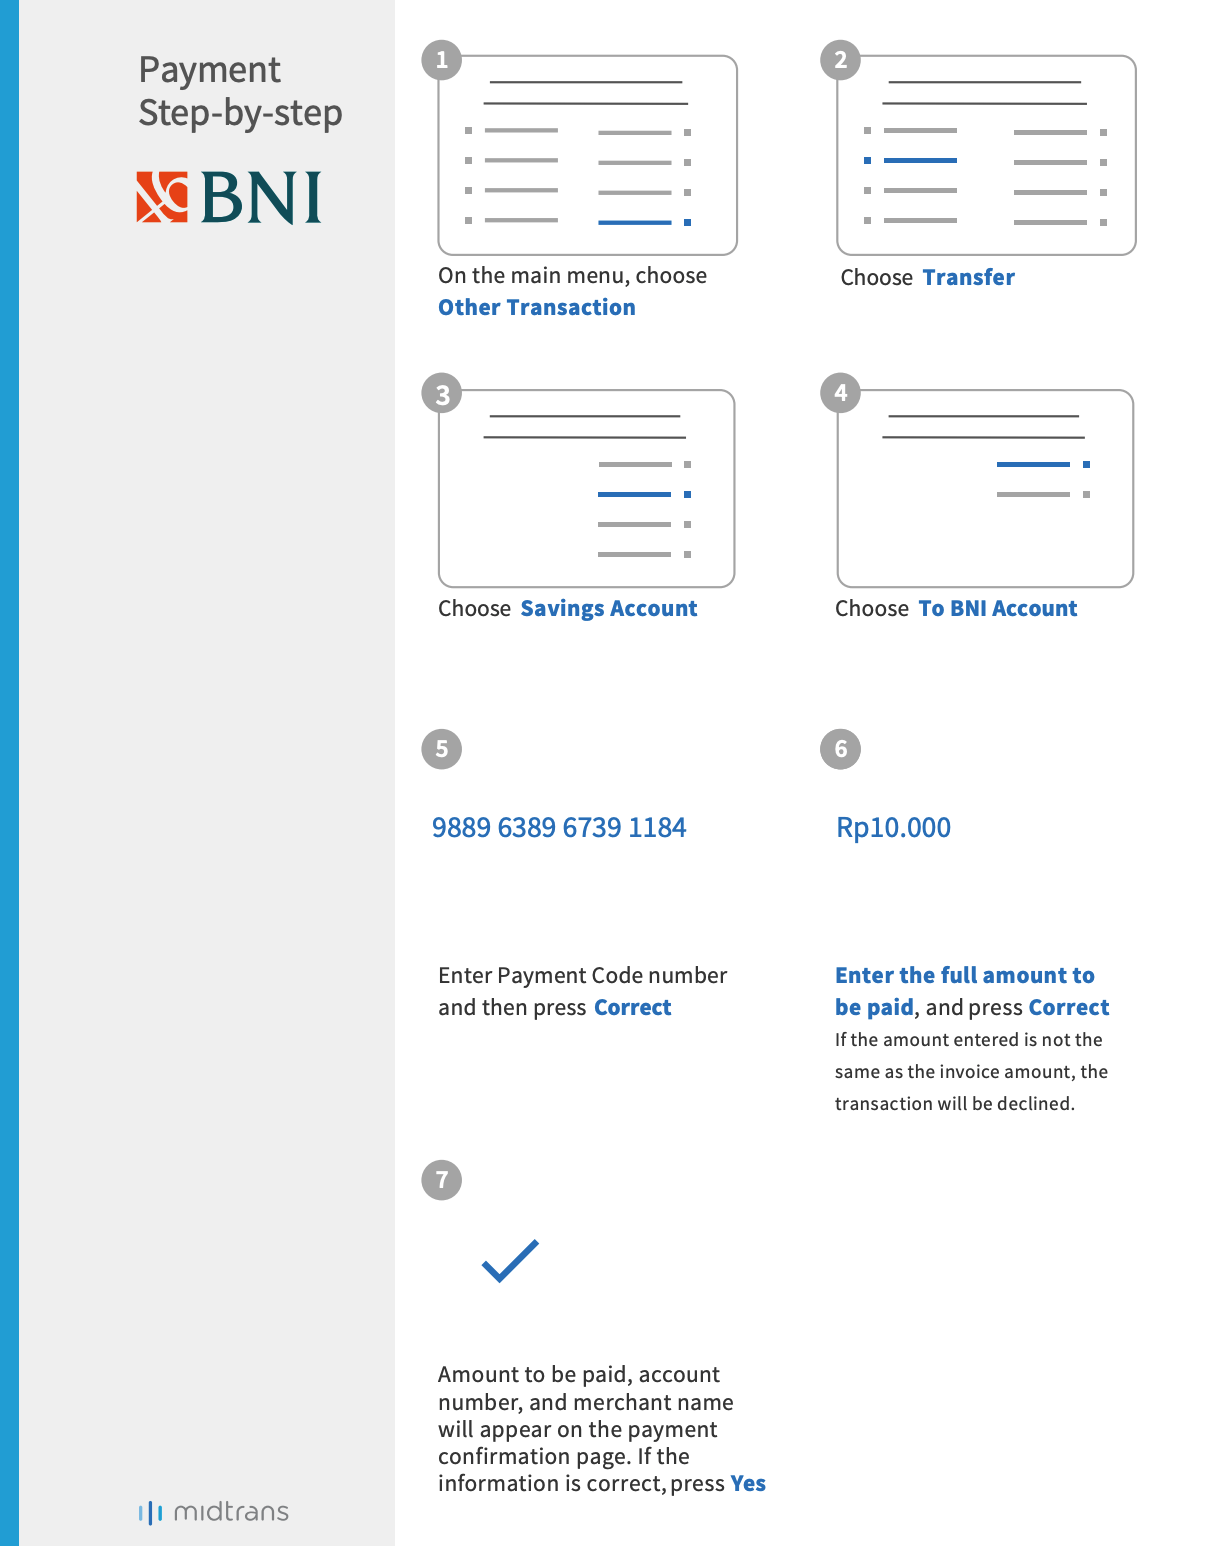 Payment
Step-by-step
BNI
1
On the main menu, choose
Other Transaction
2
Choose Transfer
3
Choose Savings Account
4
Choose To BNI Account
5
9889 6389 6739 1184
Enter Payment Code number
and then press Correct
6
Rp10.000
Enter the full amount to
be paid, and press Correct
If the amount entered is not the
same as the invoice amount, the
transaction will be declined.
7
Amount to be paid, account
number, and merchant name
will appear on the payment
confirmation page. If the
information is correct, press Yes
midtrans